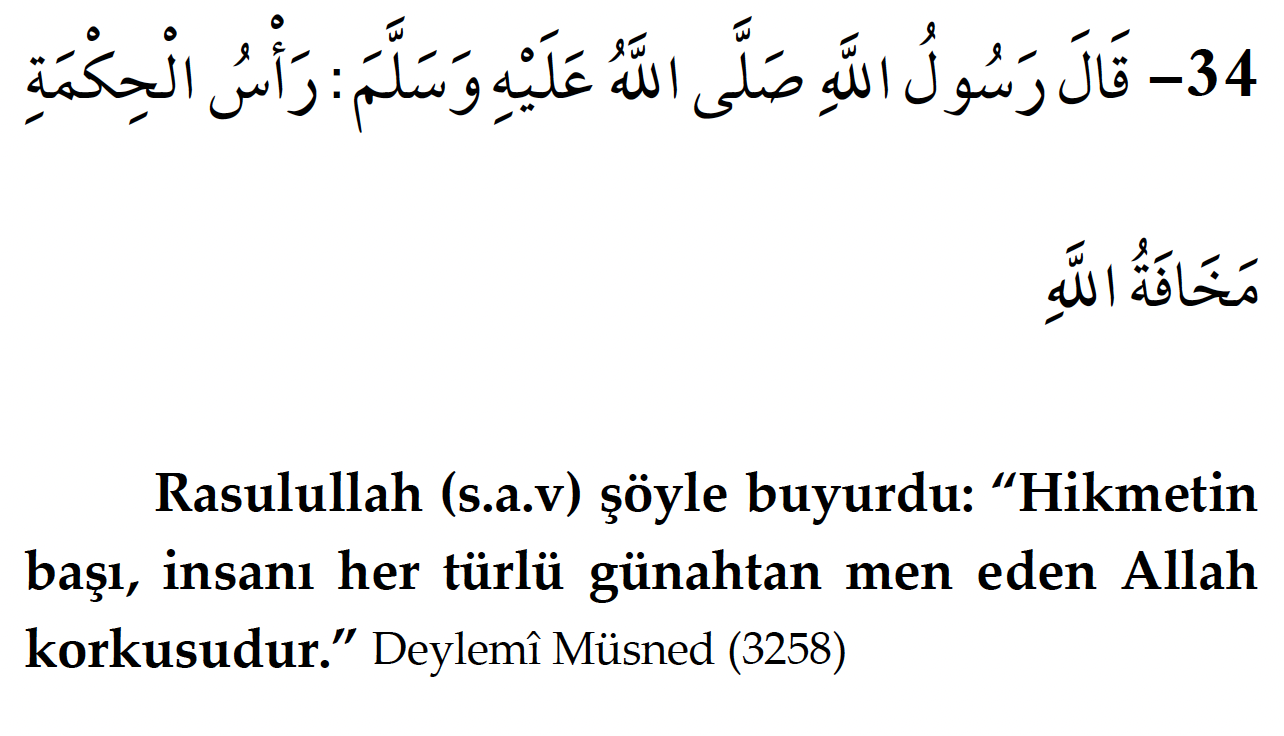 34- قَالَ رَسُولُ اللَّهِ صَلَّى اللَّهُ عَلَيْهِ وَسَلَّمَ: رَأْسُ الْحِكْمَةِ
مَخَافَةُ اللَّهِ
Rasulullah (s.a.v) şöyle buyurdu: “Hikmetin
başı, insanı her türlü günahtan men eden Allah
korkusudur.” Deylemî Müsned (3258)